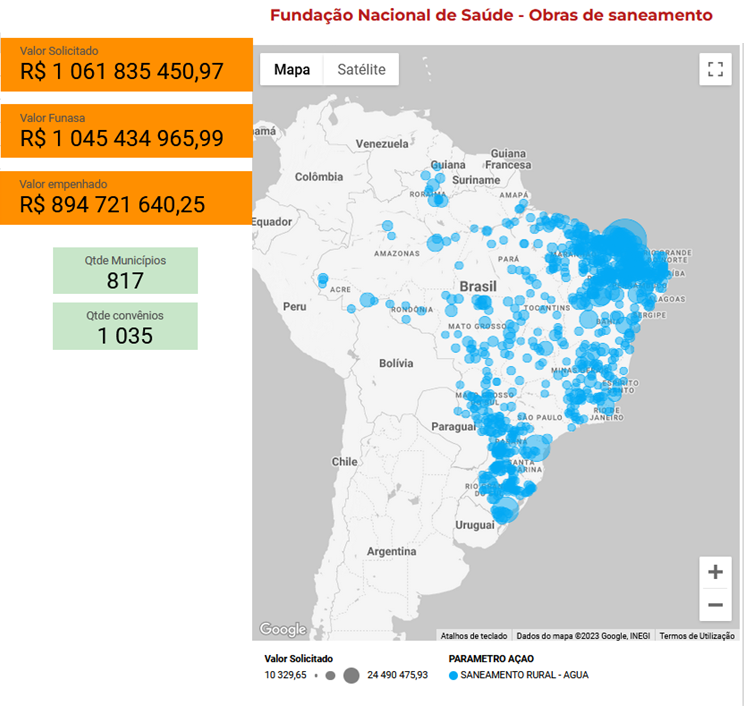 Fundação Nacional de Saúde - Obras de saneamento
Valor Solicitado
R$ 1 061 835 450,97
Valor Funasa
R$ 1 045 434 965,99
Valor empenhado
R$ 894 721 640,25
Qtde Municípios
817
Qtde convênios
1 035
Mapa
Satélite
Venezuela
Guiana
Guiana
Francesa
Suriname
Colômbia
RORAIMA
AMAPÁ
Equador
AMAZONAS
PARÁ
ACRE
Brasil
Peru
RONDÔNIA
TOCANTINS
MATO GROSSO
BAHIA
Bolívia
SÃO PAULO
RIO DE
JANEIRO
Paraguai
Chile
Uruguai
Argentina
Google
Atalhos de teclado
Dados do mapa ©2023 Google, INEGI
Termos de Utilização
Valor Solicitado
10 329,65
24 490 475,93
PARAMETRO AÇAO
SANEAMENTO RURAL - AGUA